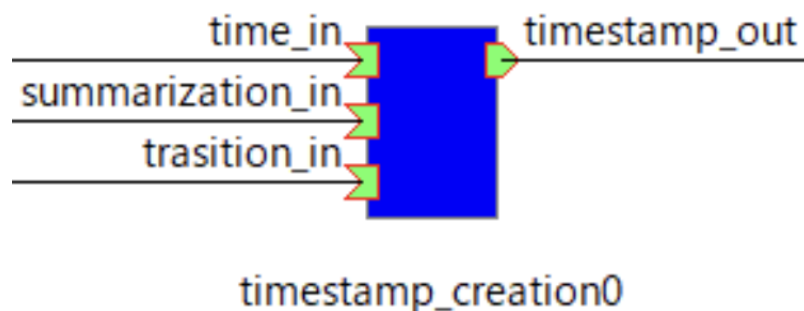 time_in
timestamp_out
summarization_in
trasition_in
timestamp_creation0